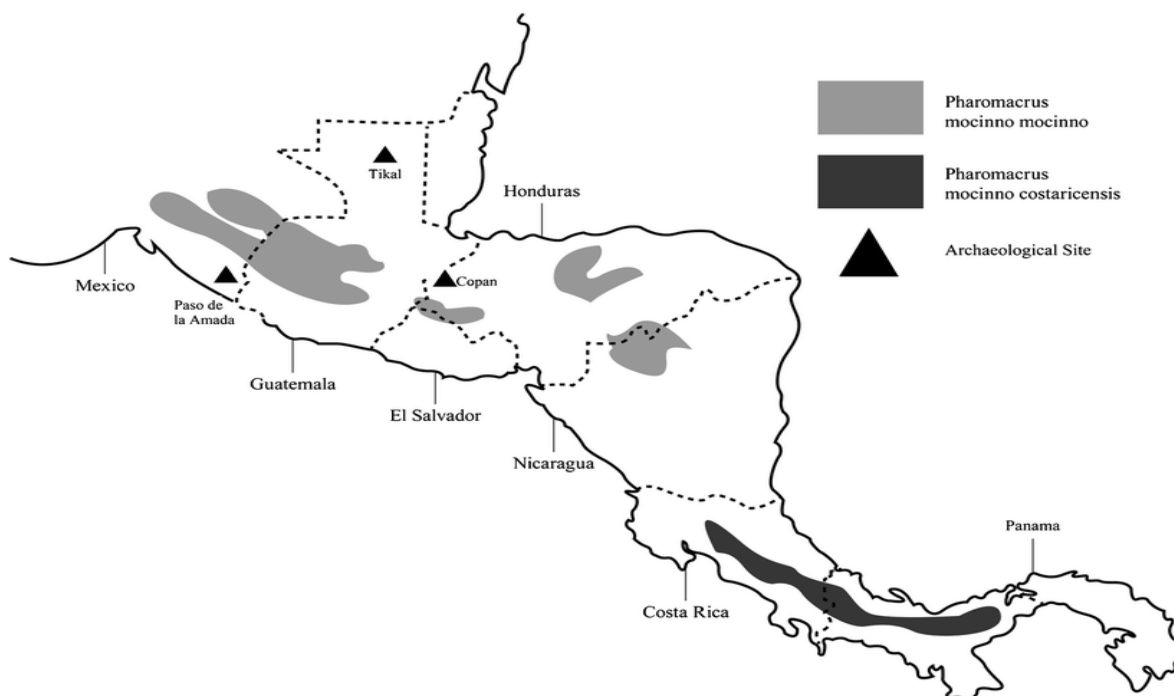 Pharomacrus
mocinno mocinno
Pharomacrus
mocinno costaricensis
Archaeological Site
Tikal
Honduras
Mexico
Paso de
la Amada
Copan
Guatemala
El Salvador
Nicaragua
Costa Rica
Panama